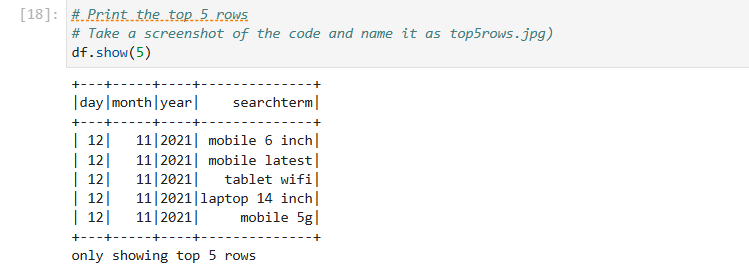 [18]: # Print the top 5 rows
# Take a screenshot of the code and name it as top5rows.jpg)
df.show(5)
+---+-----+----+--------------+
|day|month|year|    searchterm|
+---+-----+----+--------------+
| 12|   11|2021| mobile 6 inch|
| 12|   11|2021| mobile latest|
| 12|   11|2021|   tablet wifi|
| 12|   11|2021|laptop 14 inch|
| 12|   11|2021|     mobile 5g|
+---+-----+----+--------------+
only showing top 5 rows